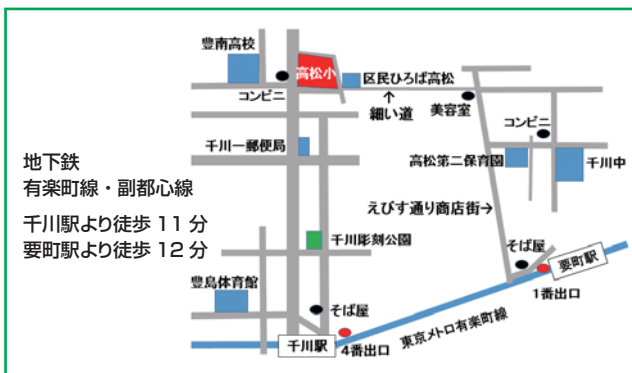 豊南高校
高松小
区民ひろば高松
コンビニ
↑
細い道
美容室
コンビニ
千川一郵便局
高松第二保育園
千川中
地下鉄
有楽町線・副都心線
千川駅より徒歩 11 分
要町駅より徒歩 12 分
えびす通り商店街→
千川彫刻公園
そば屋
要町駅
1番出口
豊島体育館
そば屋
東京メトロ有楽町線
千川駅
4番出口